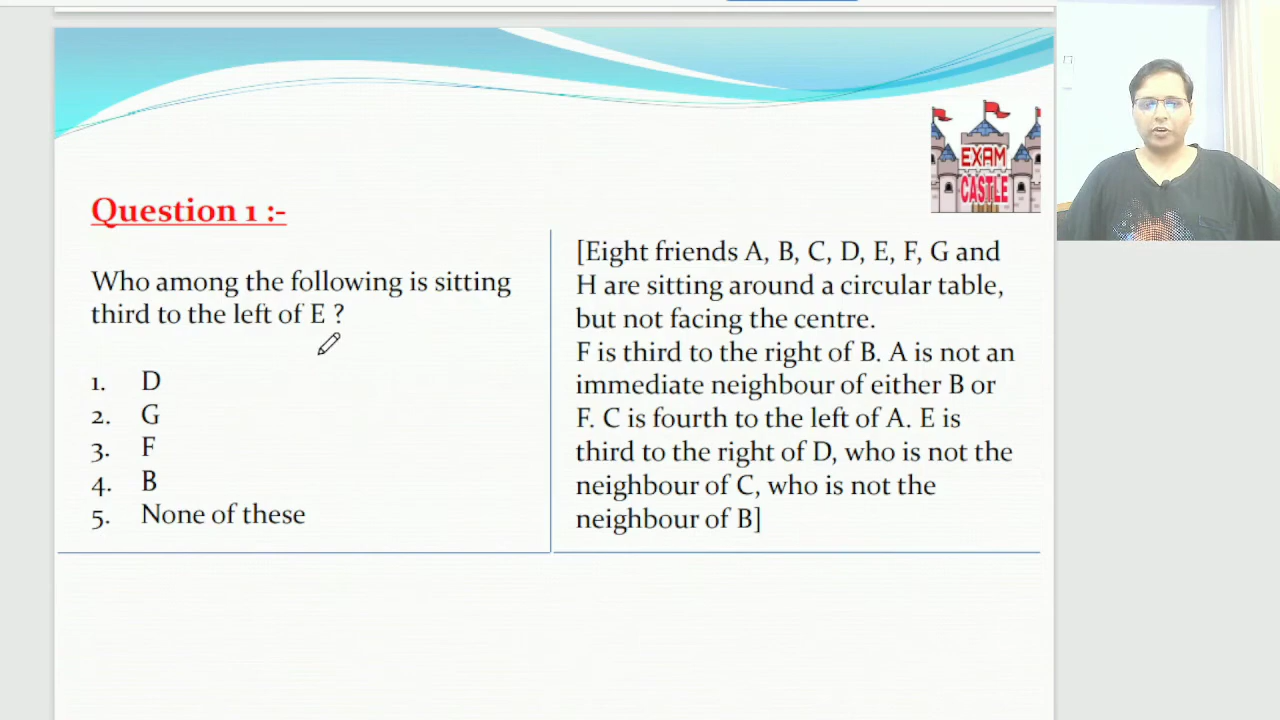 EXAM
CASTLE
Question 1 :-
Who among the following is sitting
third to the left of E ?
1. D
2. G
3. F
4. B
5. None of these
[Eight friends A, B, C, D, E, F, G and
H are sitting around a circular table,
but not facing the centre.
F is third to the right of B. A is not an
immediate neighbour of either B or
F. C is fourth to the left of A. E is
third to the right of D, who is not the
neighbour of C, who is not the
neighbour of B]